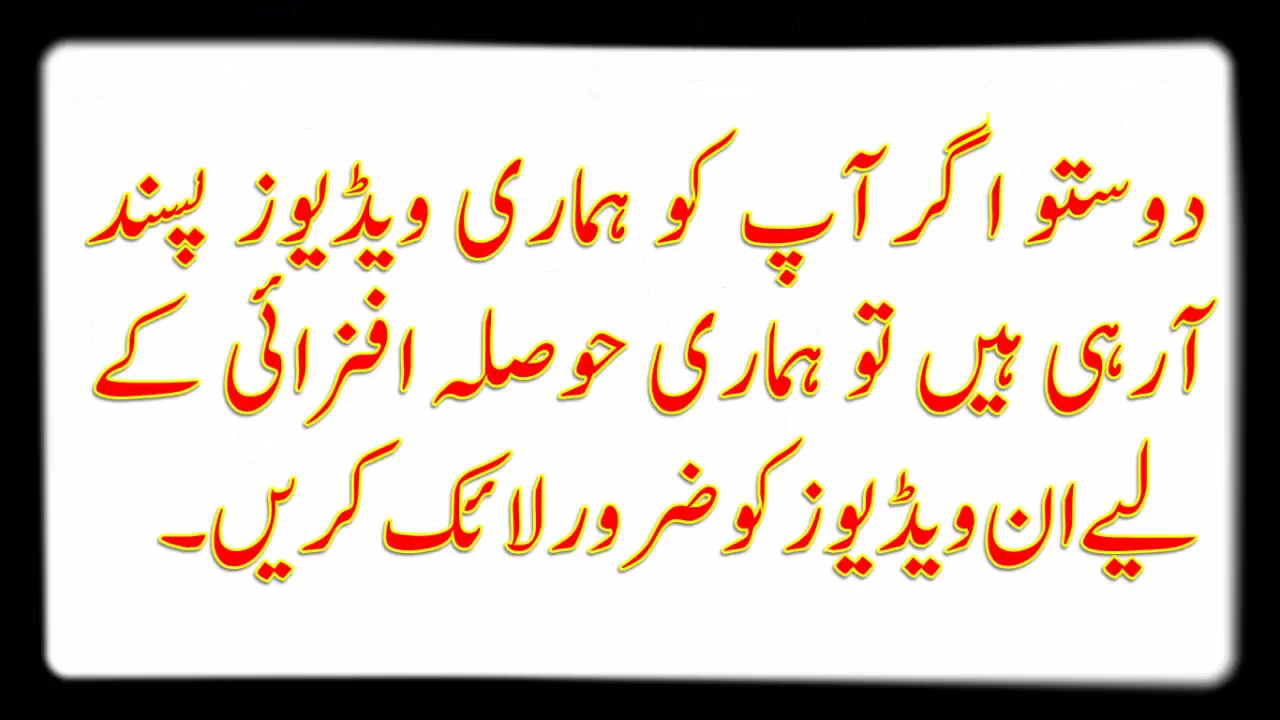 دوستو اگر آپ کو ہماری ویڈیوز پسند
آرہی ہیں تو ہماری حوصلہ افزائی کے
لیے ان ویڈیوز کو ضرور لائک کریں۔